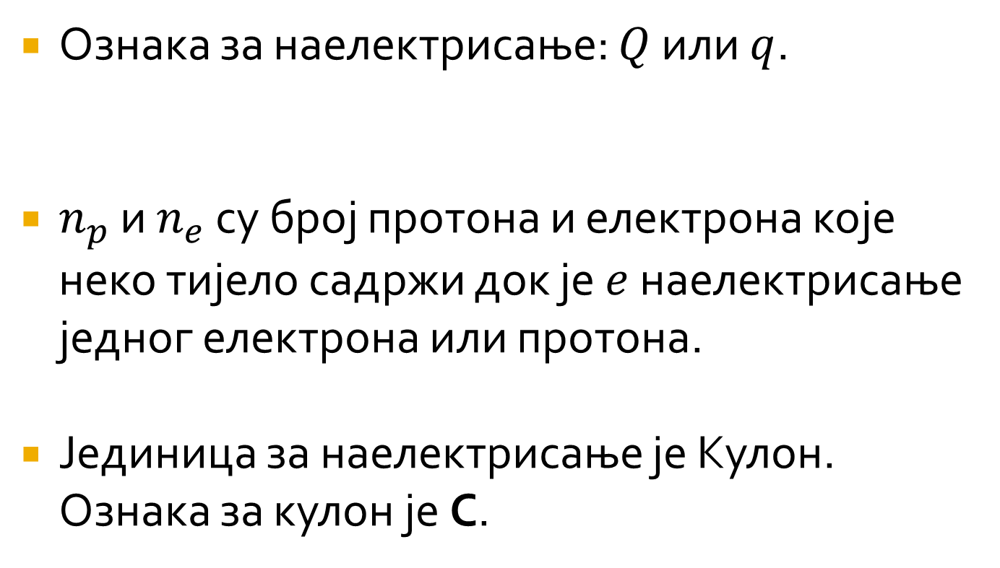 Ознака за наелектрисање: Q или q.
n_p и n_e су број протона и електрона које
неко тијело садржи док је e наелектрисање
једног електрона или протона.
Јединица за наелектрисање је Кулон.
Ознака за кулон је C.